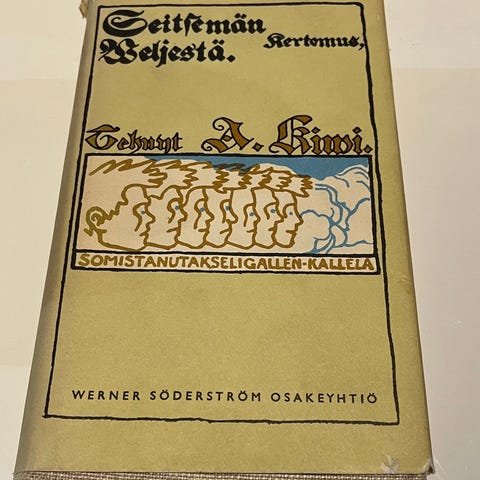 Seitsemän
Weljestä.
Kertomus,
Tehnyt A. Kiwi.
SOMISTANUT AKSELI GALLEN-KALLELA
WERNER SÖDERSTRÖM OSAKEYHTIÖ